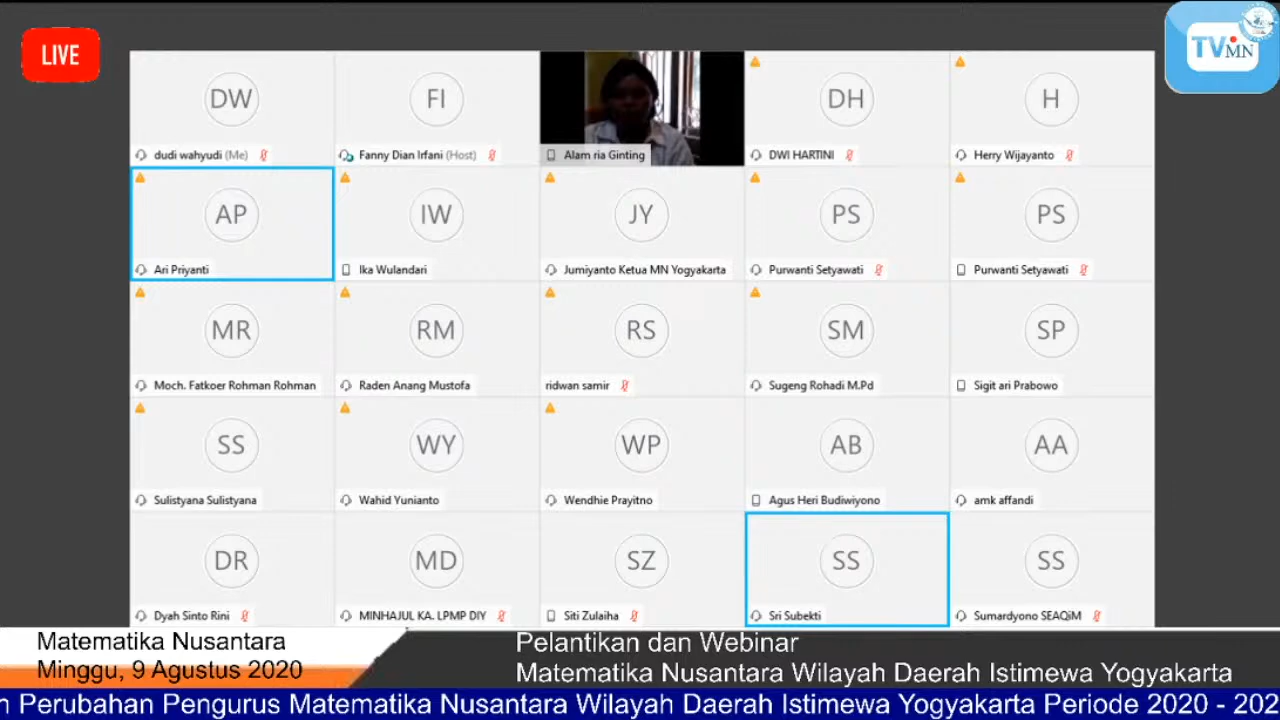 LIVE
TVMN
DW
FI
DH
H
dudi wahyudi (Me)
Fanny Dian Irfani (Host)
Alam ria Ginting
DWI HARTINI
Herry Wijayanto
AP
IW
JY
PS
PS
Ari Priyanti
Ika Wulandari
Jumiyanto Ketua MN Yogyakarta
Purwanti Setyawati
Purwanti Setyawati
MR
RM
RS
SM
SP
Moch. Fatkoer Rohman Rohman
Raden Anang Mustofa
ridwan samir
Sugeng Rohadi M.Pd
Sigit ari Prabowo
SS
WY
WP
AB
AA
Sulistyana Sulistyana
Wahid Yunianto
Wendhie Prayitno
Agus Heri Budiwiyono
amk affandi
DR
MD
SZ
SS
SS
Dyah Sinto Rini
MINHAJUL KA. LPMP DIY
Siti Zulaiha
Sri Subekti
Sumardyono SEAQiM
Matematika Nusantara
Minggu, 9 Agustus 2020
Pelantikan dan Webinar
Matematika Nusantara Wilayah Daerah Istimewa Yogyakarta
Perubahan Pengurus Matematika Nusantara Wilayah Daerah Istimewa Yogyakarta Periode 2020 -